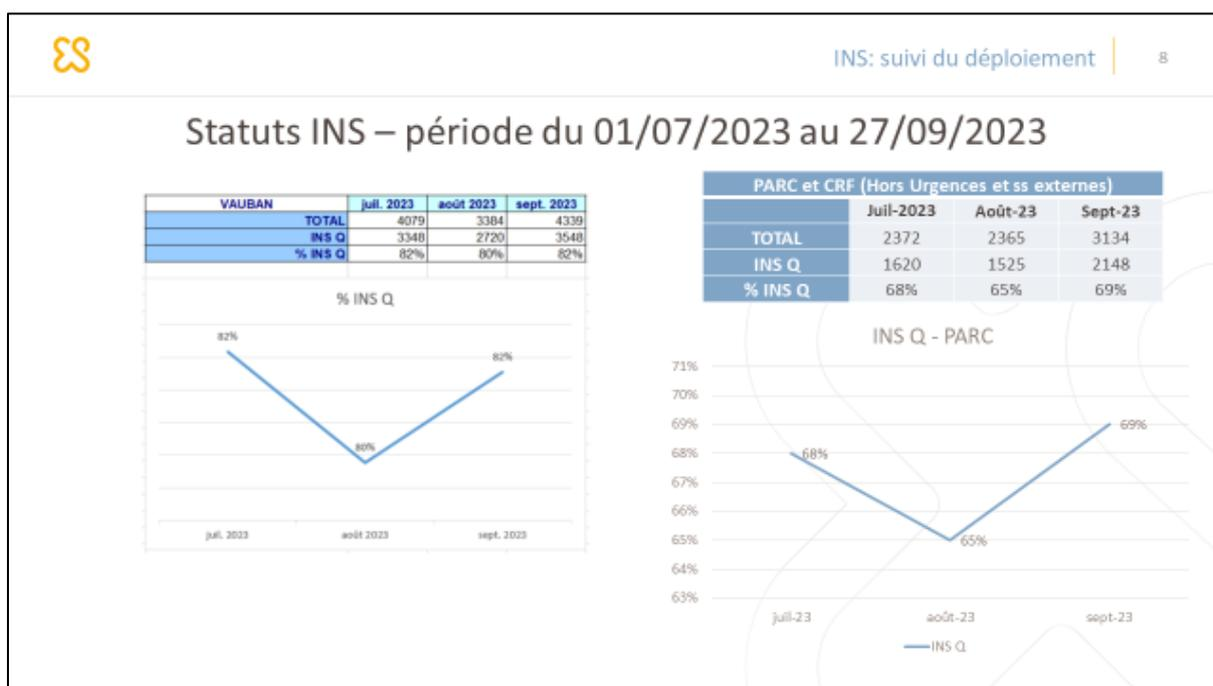 INS: suivi du déploiement 8
Statuts INS – période du 01/07/2023 au 27/09/2023
VAUBAN juil. 2023 août 2023 sept. 2023
TOTAL 4079 3384 4339
INS Q 3348 2720 3548
% INS Q 82% 80% 82%
% INS Q
82%
82%
80%
juil. 2023 août 2023 sept. 2023
PARC et CRF (Hors Urgences et ss externes)
Juil-2023 Août-23 Sept-23
TOTAL 2372 2365 3134
INS Q 1620 1525 2148
% INS Q 68% 65% 69%
INS Q - PARC
71%
70%
69% 69%
68% 68%
67%
66%
65% 65%
64%
63%
juil-23 août-23 sept-23
INS Q